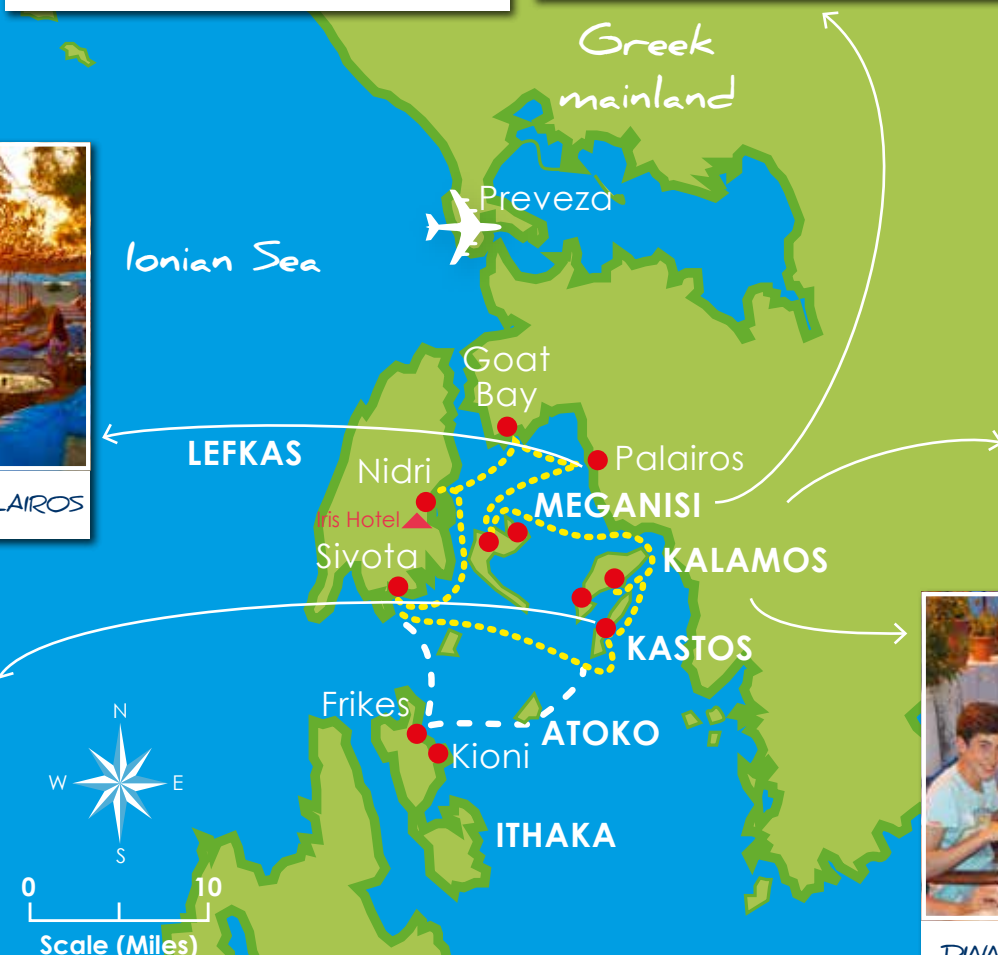 Greek
mainland
Preveza
Ionian Sea
Goat
Bay
LEFKAS
Palairos
Nidri
MEGANISI
Iris Hotel
Sivota
KALAMOS
KASTOS
Frikes
ATOKO
Kioni
ITHAKA
N
W
E
S
0
10
Scale (Miles)